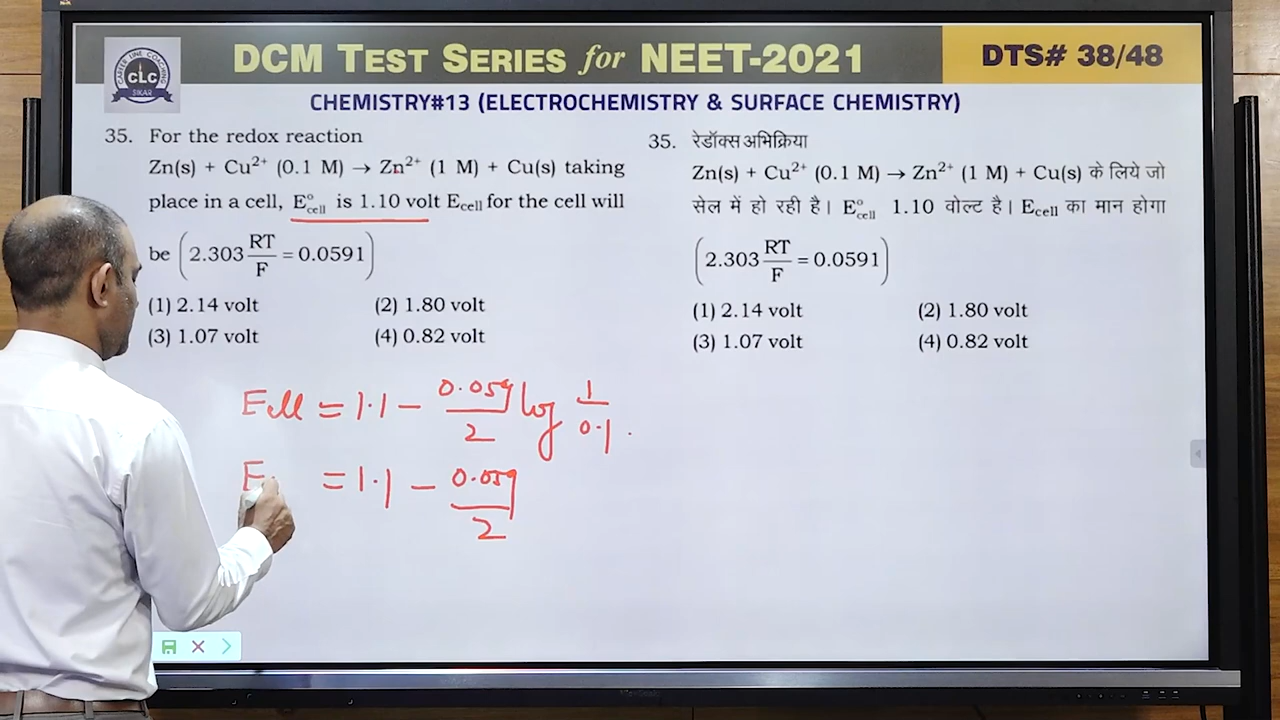 CAREER LINE COACHING
CLC
SIKAR
DCM TEST SERIES for NEET-2021
DTS# 38/48
CHEMISTRY#13 (ELECTROCHEMISTRY & SURFACE CHEMISTRY)
35. For the redox reaction
Zn(s) + Cu²⁺ (0.1 M) → Zn²⁺ (1 M) + Cu(s) taking
place in a cell, E°cell is 1.10 volt Ecell for the cell will
be (2.303 RT/F = 0.0591)
(1) 2.14 volt (2) 1.80 volt
(3) 1.07 volt (4) 0.82 volt
35. रेडॉक्स अभिक्रिया
Zn(s) + Cu²⁺ (0.1 M) → Zn²⁺ (1 M) + Cu(s) के लिये जो
सेल में हो रही है। E°cell 1.10 वोल्ट है। Ecell का मान होगा
(2.303 RT/F = 0.0591)
(1) 2.14 volt (2) 1.80 volt
(3) 1.07 volt (4) 0.82 volt
Ecell = 1.1 − 0.059/2 log 1/0.1
E = 1.1 − 0.059/2